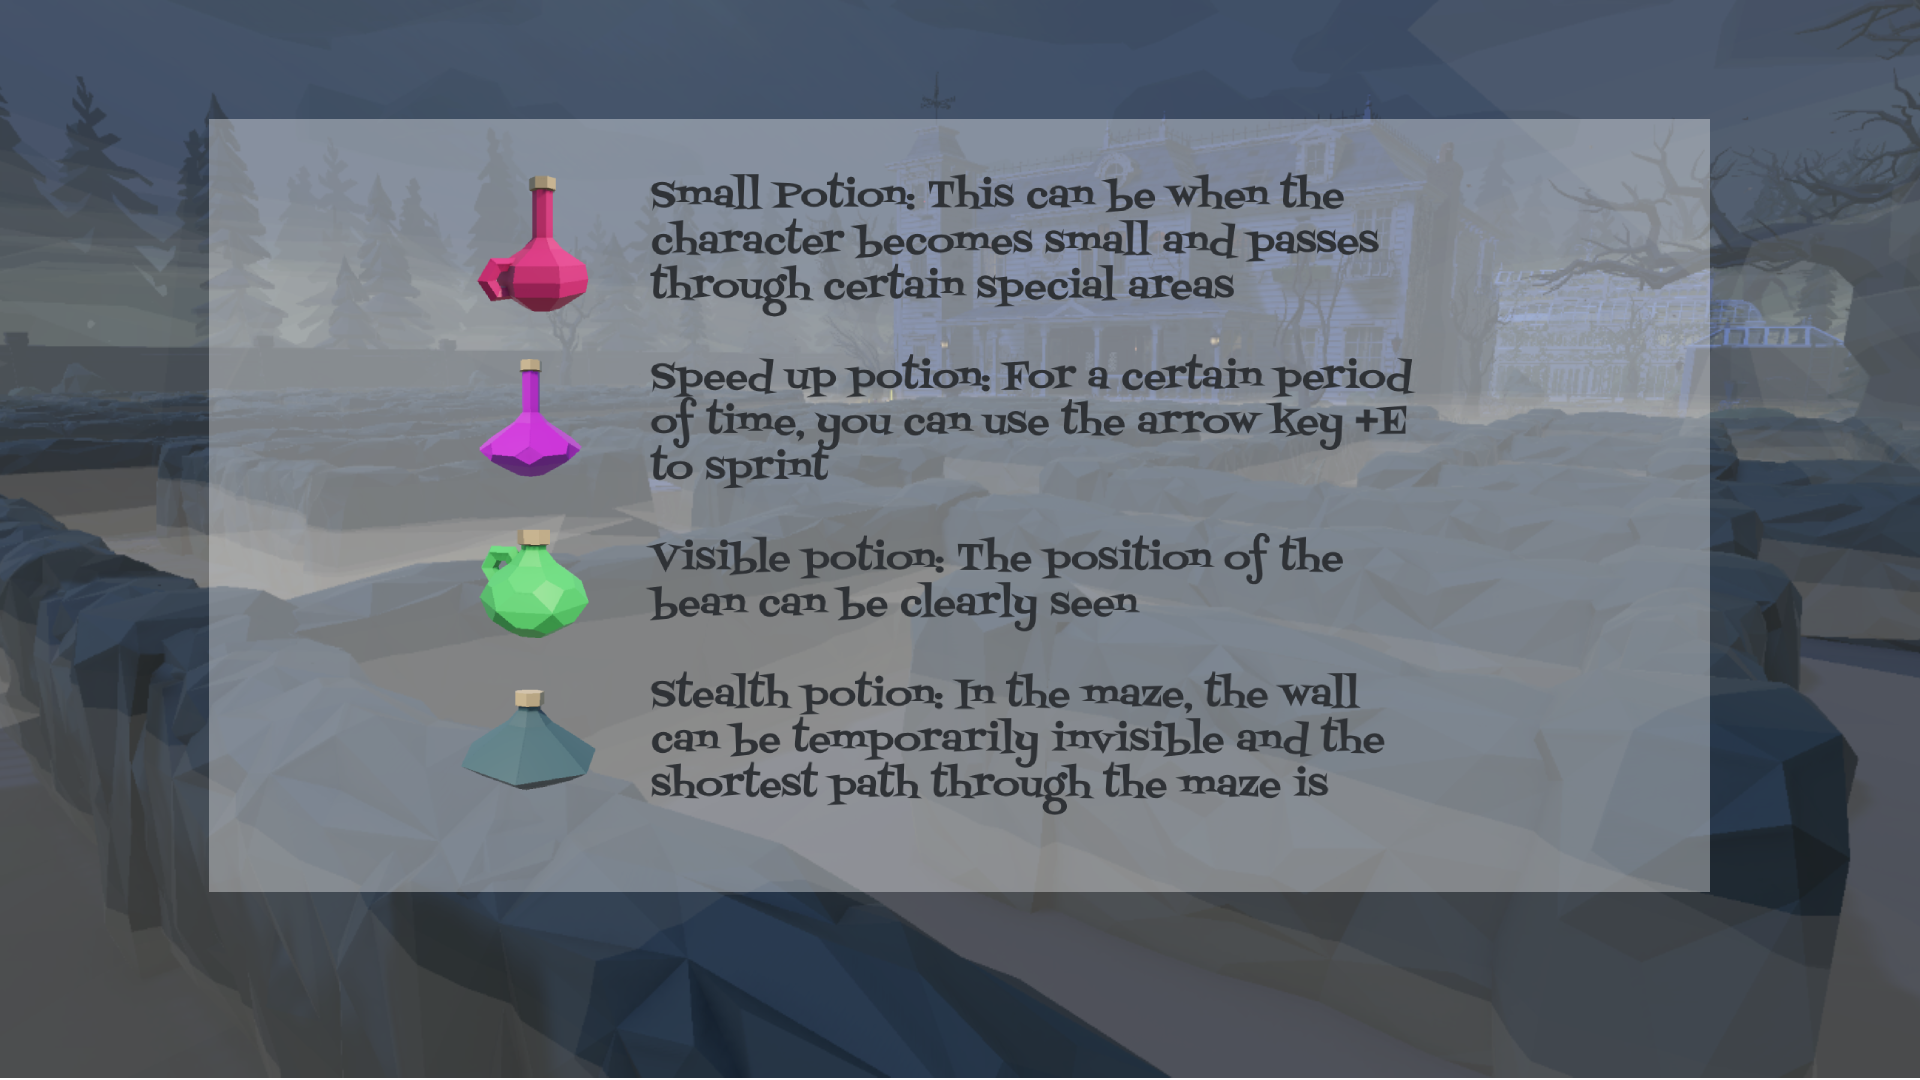 Small Potion: This can be when the
character becomes small and passes
through certain special areas
Speed up potion: For a certain period
of time, you can use the arrow key +E
to sprint
Visible potion: The position of the
bean can be clearly seen
Stealth potion: In the maze, the wall
can be temporarily invisible and the
shortest path through the maze is